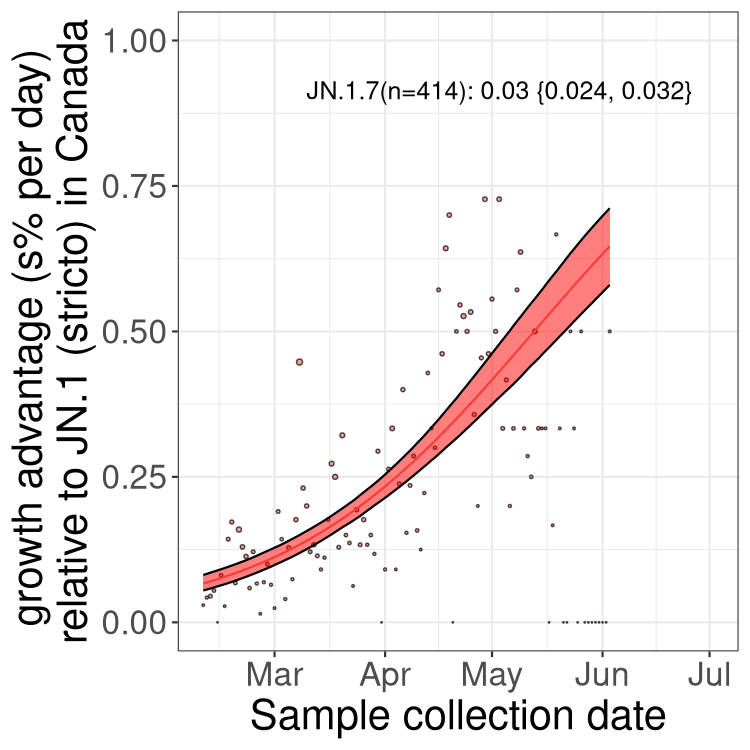 growth advantage (s% per day)
relative to JN.1 (stricto) in Canada
1.00
0.75
0.50
0.25
0.00
JN.1.7(n=414): 0.03 {0.024, 0.032}
Mar Apr May Jun Jul
Sample collection date